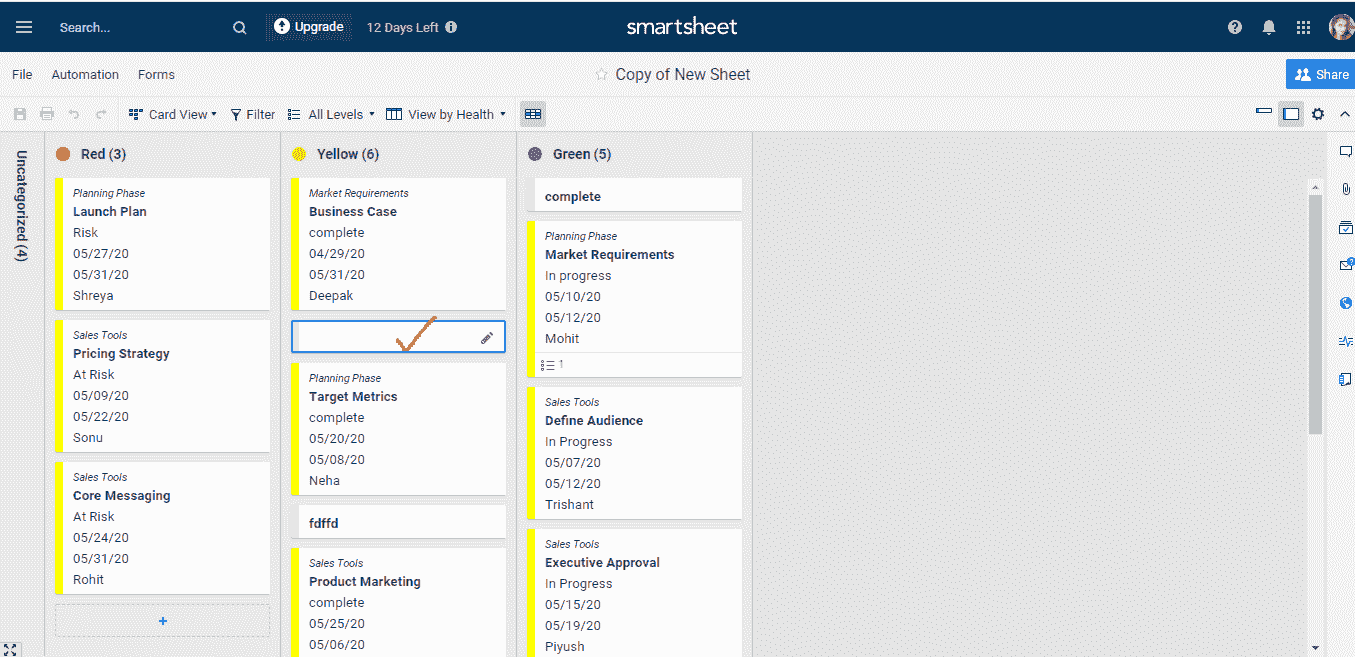 Search...
Upgrade
12 Days Left
smartsheet
File
Automation
Forms
Copy of New Sheet
Share
Card View
Filter
All Levels
View by Health
Uncategorized (4)
Red (3)
Planning Phase
Launch Plan
Risk
05/27/20
05/31/20
Shreya
Sales Tools
Pricing Strategy
At Risk
05/09/20
05/22/20
Sonu
Sales Tools
Core Messaging
At Risk
05/24/20
05/31/20
Rohit
+
Yellow (6)
Market Requirements
Business Case
complete
04/29/20
05/31/20
Deepak
Planning Phase
Target Metrics
complete
05/20/20
05/08/20
Neha
fdffd
Sales Tools
Product Marketing
complete
05/25/20
05/06/20
Green (5)
complete
Planning Phase
Market Requirements
In progress
05/10/20
05/12/20
Mohit
1
Sales Tools
Define Audience
In Progress
05/07/20
05/12/20
Trishant
Sales Tools
Executive Approval
In Progress
05/15/20
05/19/20
Piyush